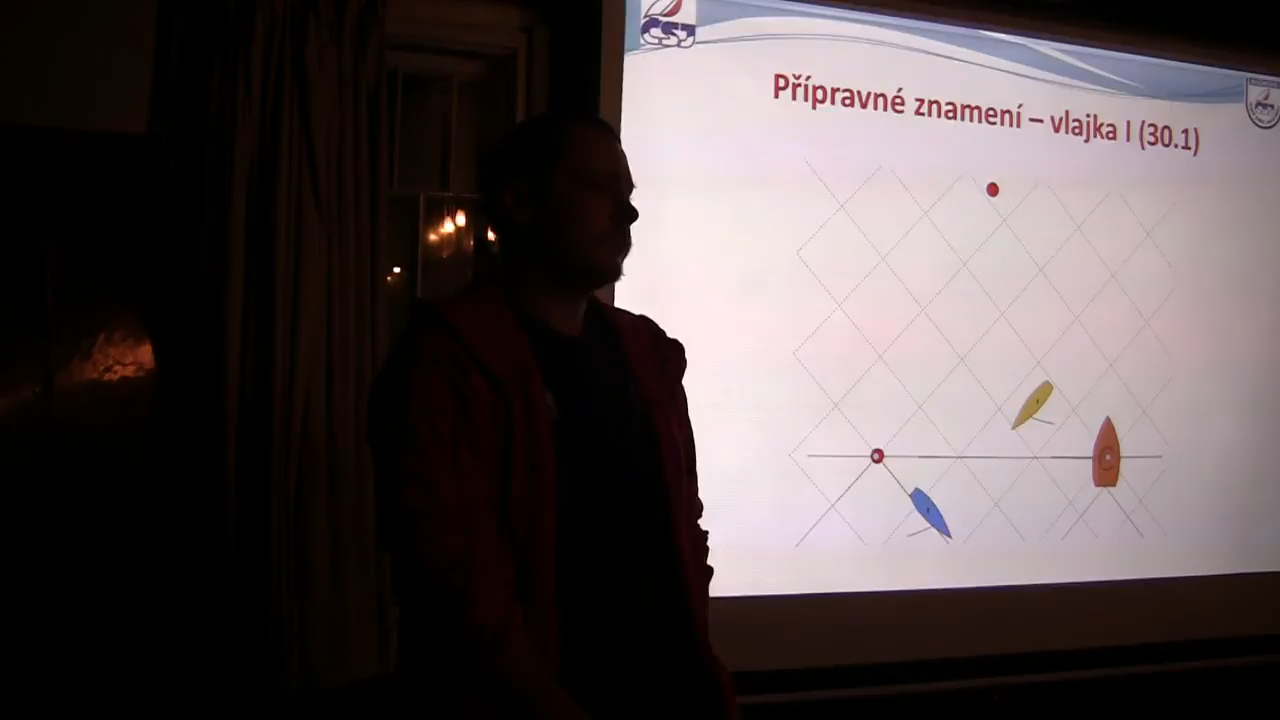 Přípravné znamení – vlajka I (30.1)